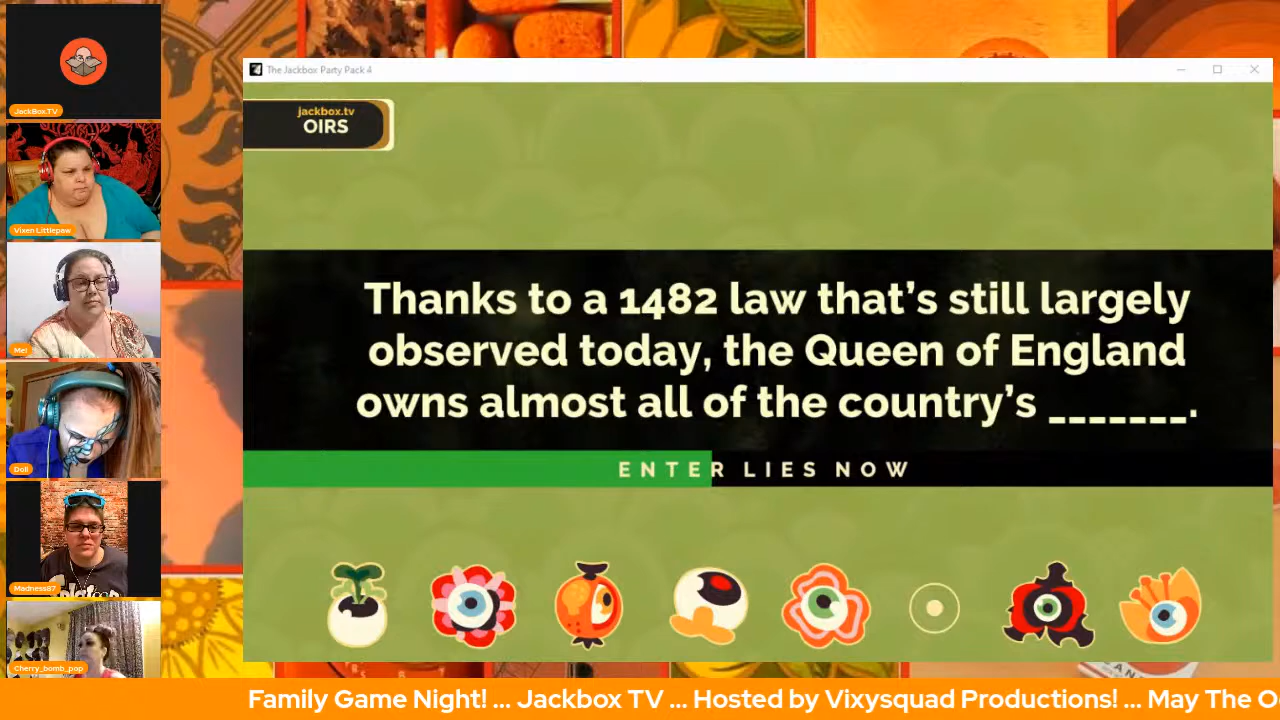 JackBox.TV
Vixen Littlepaw
Mel
Doll
Madness87
Cherry_bomb_pop
The Jackbox Party Pack 4
jackbox.tv
OIRS
Thanks to a 1482 law that's still largely
observed today, the Queen of England
owns almost all of the country's _______.
ENTER LIES NOW
Family Game Night! ... Jackbox TV ... Hosted by Vixysquad Productions! ... May The O